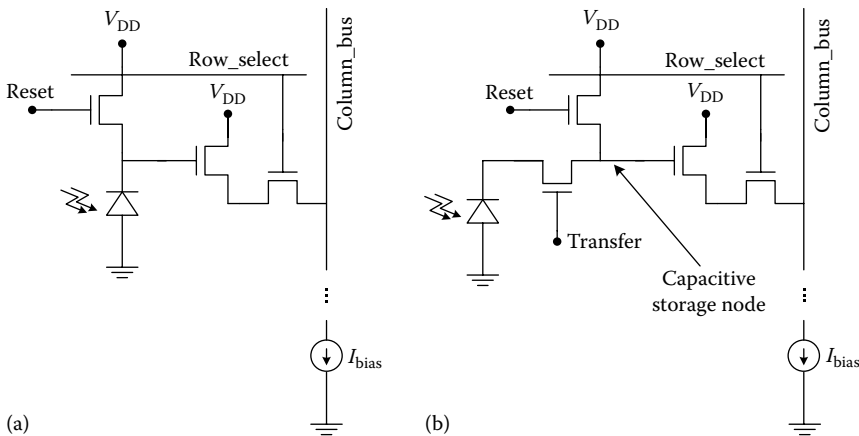 V_DD
Row_select
Reset
V_DD
Column_bus
I_bias
(a)
V_DD
Row_select
Reset
V_DD
Column_bus
Transfer
Capacitive
storage node
I_bias
(b)